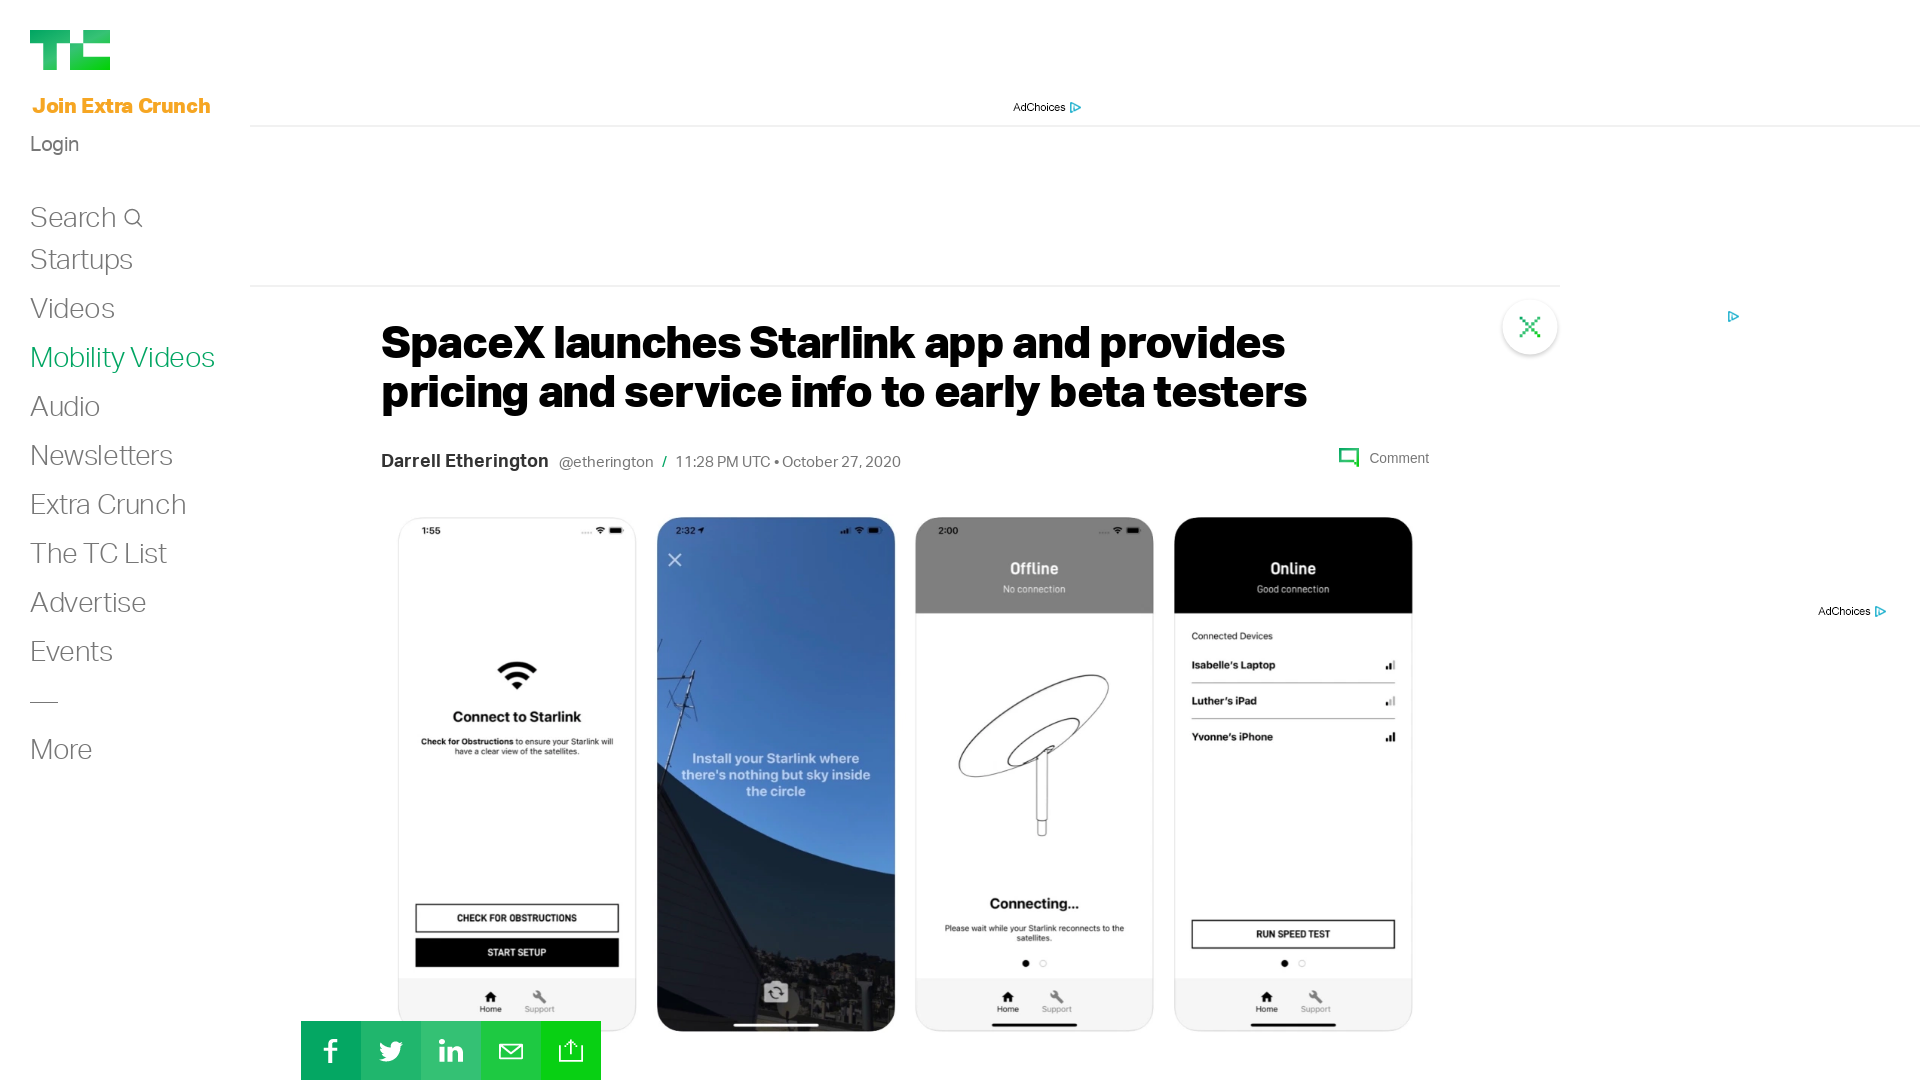 TC
Join Extra Crunch
Login
Search
Startups
Videos
Mobility Videos
Audio
Newsletters
Extra Crunch
The TC List
Advertise
Events
More
AdChoices
SpaceX launches Starlink app and provides
pricing and service info to early beta testers
Darrell Etherington @etherington / 11:28 PM UTC • October 27, 2020
Comment
1:55
Connect to Starlink
Check for Obstructions to ensure your Starlink will
have a clear view of the satellites.
CHECK FOR OBSTRUCTIONS
START SETUP
Home Support
2:32
Install your Starlink where
there's nothing but sky inside
the circle
2:00
Offline
No connection
Connecting...
Please wait while your Starlink reconnects to the
satellites.
Home Support
Online
Good connection
Connected Devices
Isabelle's Laptop
Luther's iPad
Yvonne's iPhone
RUN SPEED TEST
Home Support
AdChoices